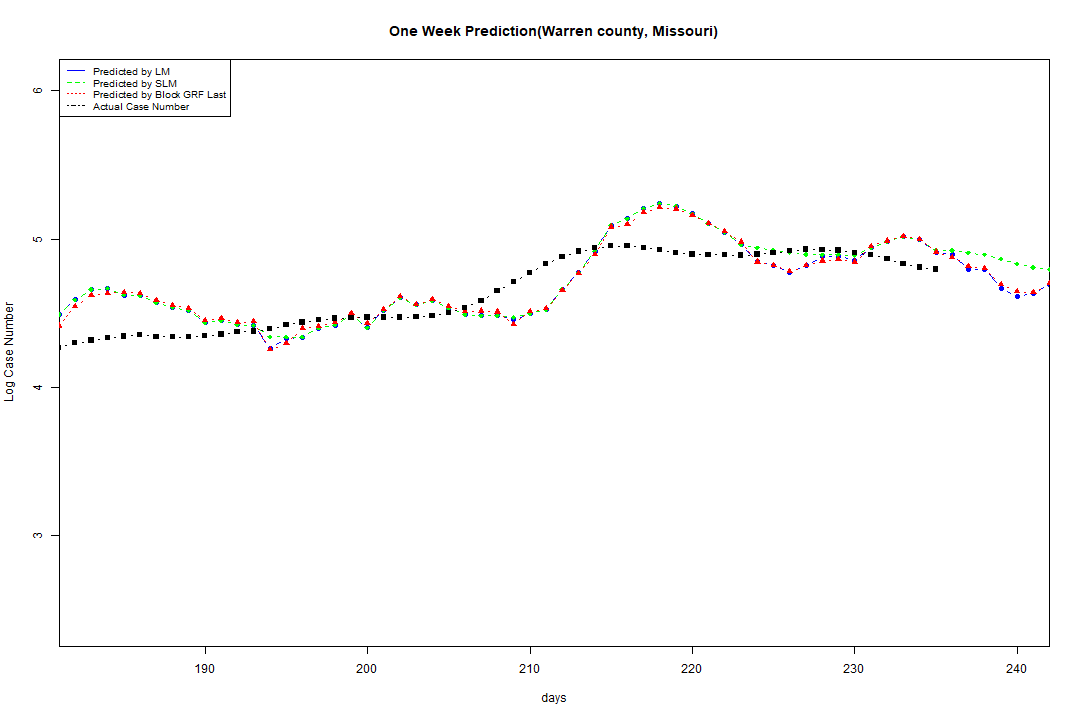 One Week Prediction(Warren county, Missouri)
Predicted by LM
Predicted by SLM
Predicted by Block GRF Last
Actual Case Number
6
5
4
3
Log Case Number
190 200 210 220 230 240
days